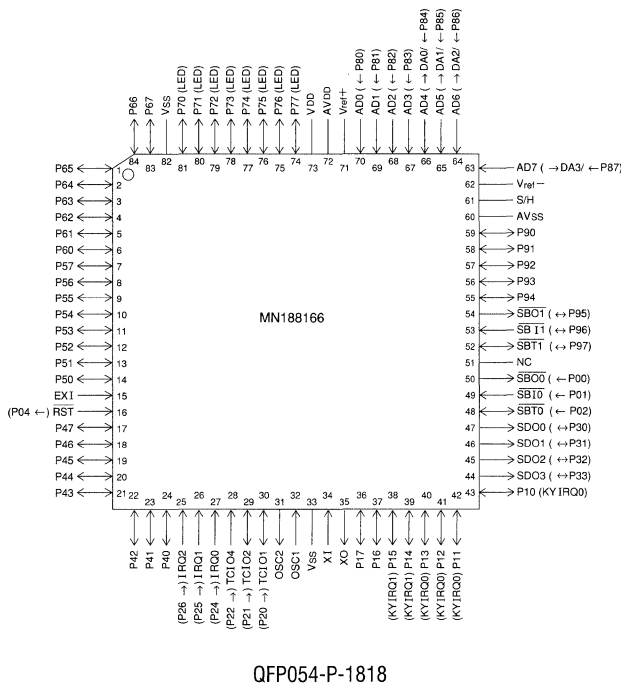 P66
P67
VSS
P70 (LED)
P71 (LED)
P72 (LED)
P73 (LED)
P74 (LED)
P75 (LED)
P76 (LED)
P77 (LED)
VDD
AVDD
Vref+
AD0 ( ← P80)
AD1 ( ← P81)
AD2 ( ← P82)
AD3 ( ← P83)
AD4 ( → DA0/ ← P84)
AD5 ( → DA1/ ← P85)
AD6 ( → DA2/ ← P86)
84 83 82 81 80 79 78 77 76 75 74 73 72 71 70 69 68 67 66 65 64
P65 1
P64 2
P63 3
P62 4
P61 5
P60 6
P57 7
P56 8
P55 9
P54 10
P53 11
P52 12
P51 13
P50 14
EXI 15
(P04 ←) RST 16
P47 17
P46 18
P45 19
P44 20
P43 21
MN188166
63 AD7 ( →DA3/ ←P87)
62 Vref−
61 S/H
60 AVSS
59 P90
58 P91
57 P92
56 P93
55 P94
54 SBO1 ( ↔P95)
53 SBI1 ( ↔P96)
52 SBT1 ( ↔P97)
51 NC
50 SBO0 ( ←P00)
49 SBI0 ( ← P01)
48 SBT0 ( ← P02)
47 SDO0 ( ↔P30)
46 SDO1 ( ↔P31)
45 SDO2 ( ↔P32)
44 SDO3 ( ↔P33)
43 P10 (KYIRQ0)
22 23 24 25 26 27 28 29 30 31 32 33 34 35 36 37 38 39 40 41 42
P42
P41
P40
(P26 →) IRQ2
(P25 →) IRQ1
(P24 →) IRQ0
(P22 →) TCIO4
(P21 →) TCIO2
(P20 →) TCIO1
OSC2
OSC1
VSS
XI
XO
P17
P16
(KYIRQ1) P15
(KYIRQ1) P14
(KYIRQ0) P13
(KYIRQ0) P12
(KYIRQ0) P11
QFP054-P-1818